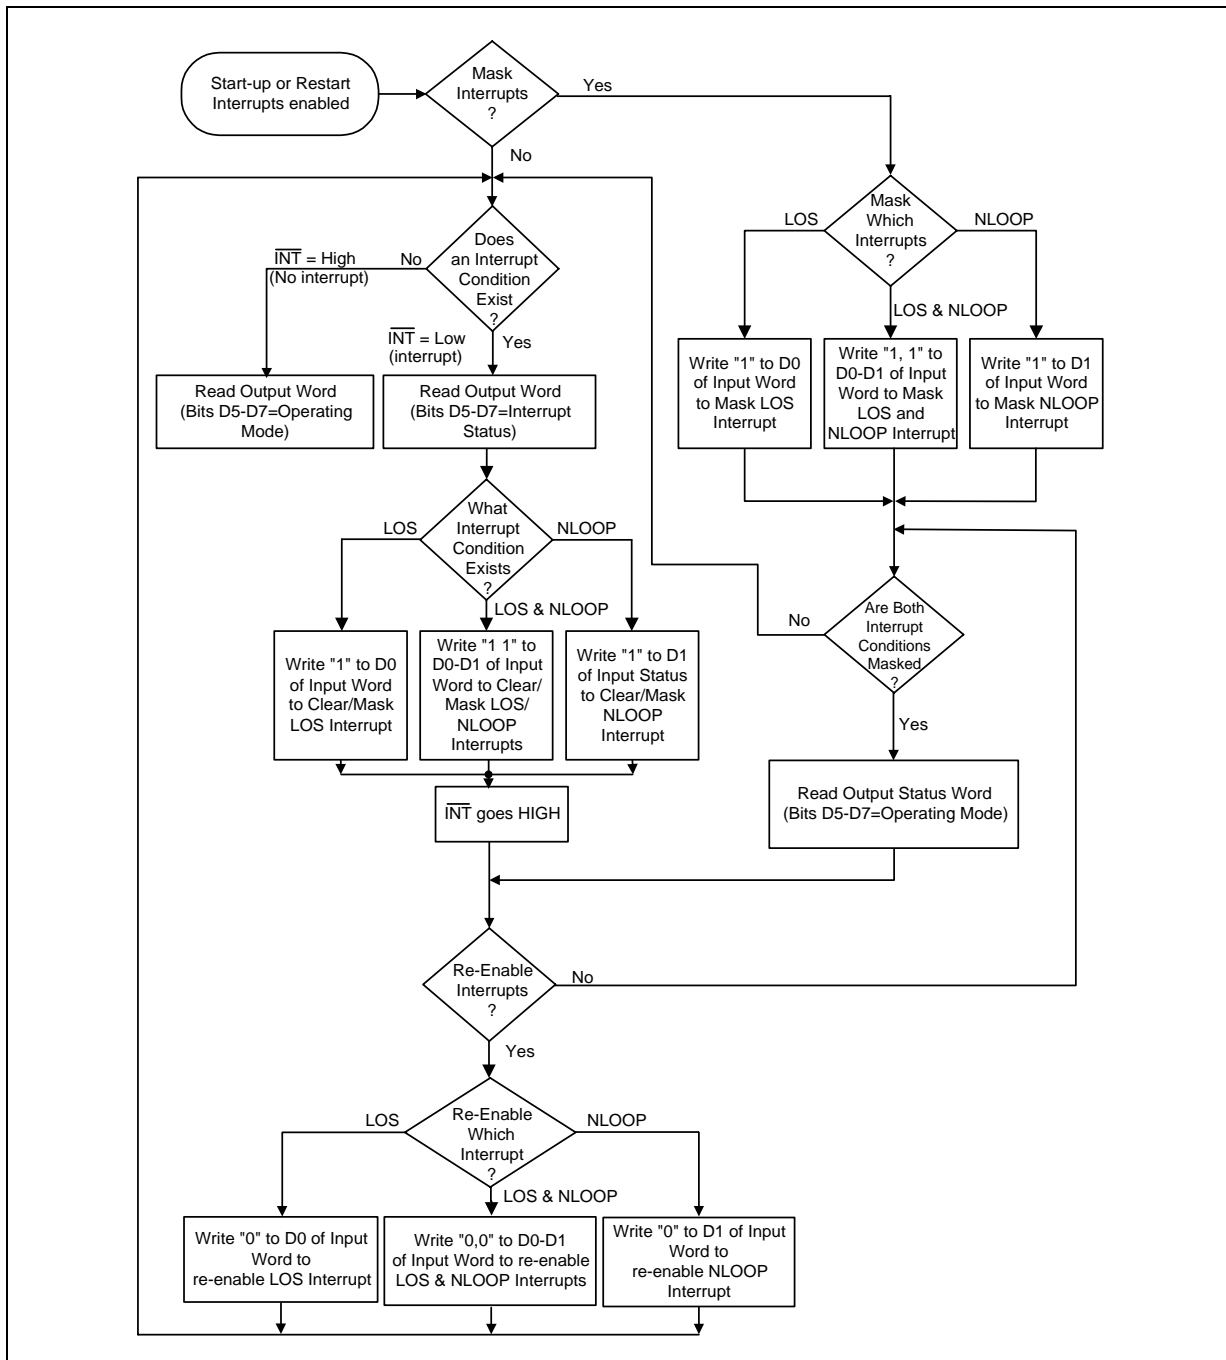 Start-up or Restart
Interrupts enabled
Mask
Interrupts
?
Yes
No
Mask
Which
Interrupts
?
LOS
NLOOP
LOS & NLOOP
Does
an Interrupt
Condition
Exist
?
No
INT = High
(No interrupt)
INT = Low
(interrupt)
Yes
Write "1" to D0
of Input Word
to Mask LOS
Interrupt
Write "1, 1" to
D0-D1 of Input
Word to Mask
LOS and
NLOOP Interrupt
Write "1" to D1
of Input Word
to Mask NLOOP
Interrupt
Read Output Word
(Bits D5-D7=Operating
Mode)
Read Output Word
(Bits D5-D7=Interrupt
Status)
What
Interrupt
Condition
Exists
?
LOS
NLOOP
LOS & NLOOP
Are Both
Interrupt
Conditions
Masked
?
No
Yes
Write "1" to D0
of Input Word
to Clear/Mask
LOS Interrupt
Write "1 1" to
D0-D1 of Input
Word to Clear/
Mask LOS/
NLOOP
Interrupts
Write "1" to D1
of Input Status
to Clear/Mask
NLOOP
Interrupt
INT goes HIGH
Read Output Status Word
(Bits D5-D7=Operating Mode)
Re-Enable
Interrupts
?
No
Yes
Re-Enable
Which
Interrupt
?
LOS
NLOOP
LOS & NLOOP
Write "0" to D0 of Input
Word to
re-enable LOS Interrupt
Write "0,0" to D0-D1
of Input Word to re-enable
LOS & NLOOP Interrupts
Write "0" to D1 of Input
Word to
re-enable NLOOP
Interrupt